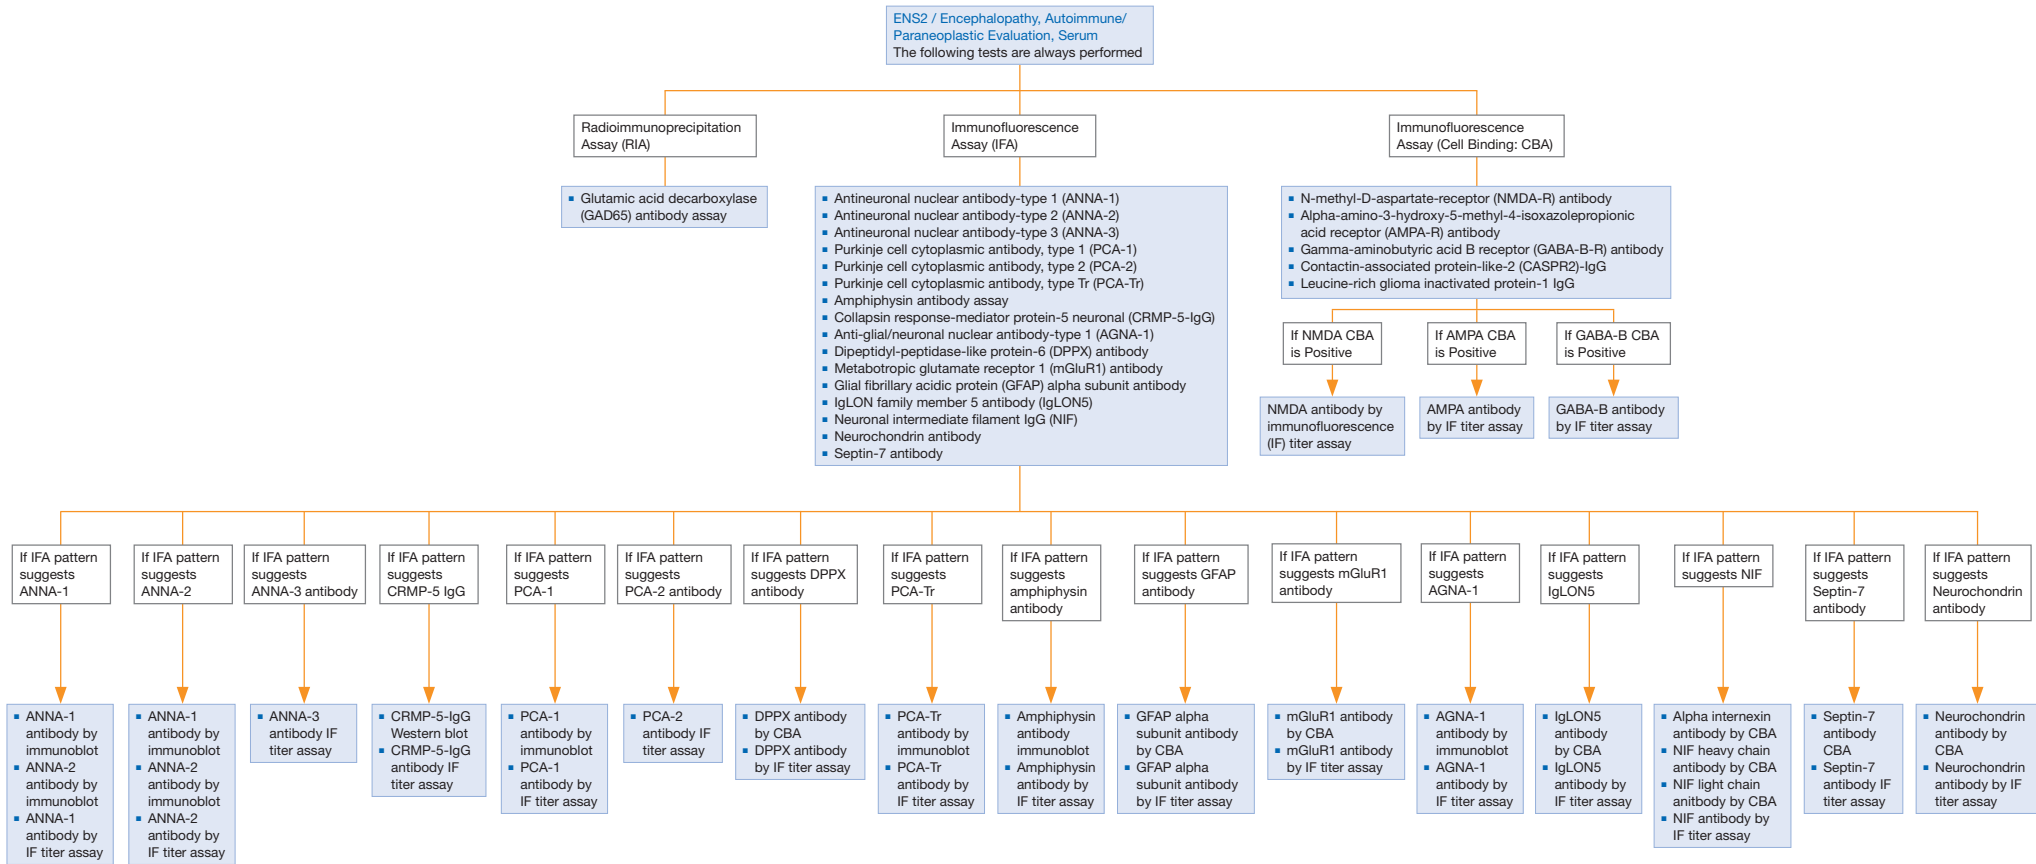 ENS2 / Encephalopathy, Autoimmune/
Paraneoplastic Evaluation, Serum
The following tests are always performed
Radioimmunoprecipitation
Assay (RIA)
Immunofluorescence
Assay (IFA)
Immunofluorescence
Assay (Cell Binding: CBA)
▪ Glutamic acid decarboxylase
(GAD65) antibody assay
▪ Antineuronal nuclear antibody-type 1 (ANNA-1)
▪ Antineuronal nuclear antibody-type 2 (ANNA-2)
▪ Antineuronal nuclear antibody-type 3 (ANNA-3)
▪ Purkinje cell cytoplasmic antibody, type 1 (PCA-1)
▪ Purkinje cell cytoplasmic antibody, type 2 (PCA-2)
▪ Purkinje cell cytoplasmic antibody, type Tr (PCA-Tr)
▪ Amphiphysin antibody assay
▪ Collapsin response-mediator protein-5 neuronal (CRMP-5-IgG)
▪ Anti-glial/neuronal nuclear antibody-type 1 (AGNA-1)
▪ Dipeptidyl-peptidase-like protein-6 (DPPX) antibody
▪ Metabotropic glutamate receptor 1 (mGluR1) antibody
▪ Glial fibrillary acidic protein (GFAP) alpha subunit antibody
▪ IgLON family member 5 antibody (IgLON5)
▪ Neuronal intermediate filament IgG (NIF)
▪ Neurochondrin antibody
▪ Septin-7 antibody
▪ N-methyl-D-aspartate-receptor (NMDA-R) antibody
▪ Alpha-amino-3-hydroxy-5-methyl-4-isoxazolepropionic
acid receptor (AMPA-R) antibody
▪ Gamma-aminobutyric acid B receptor (GABA-B-R) antibody
▪ Contactin-associated protein-like-2 (CASPR2)-IgG
▪ Leucine-rich glioma inactivated protein-1 IgG
If NMDA CBA
is Positive
If AMPA CBA
is Positive
If GABA-B CBA
is Positive
NMDA antibody by
immunofluorescence
(IF) titer assay
AMPA antibody
by IF titer assay
GABA-B antibody
by IF titer assay
If IFA pattern
suggests
ANNA-1
If IFA pattern
suggests
ANNA-2
If IFA pattern
suggests
ANNA-3 antibody
If IFA pattern
suggests
CRMP-5 IgG
If IFA pattern
suggests
PCA-1
If IFA pattern
suggests
PCA-2 antibody
If IFA pattern
suggests DPPX
antibody
If IFA pattern
suggests
PCA-Tr
If IFA pattern
suggests
amphiphysin
antibody
If IFA pattern
suggests GFAP
antibody
If IFA pattern
suggests mGluR1
antibody
If IFA pattern
suggests
AGNA-1
If IFA pattern
suggests
IgLON5
If IFA pattern
suggests NIF
If IFA pattern
suggests
Septin-7
antibody
If IFA pattern
suggests
Neurochondrin
antibody
▪ ANNA-1
antibody by
immunoblot
▪ ANNA-2
antibody by
immunoblot
▪ ANNA-1
antibody by
IF titer assay
▪ ANNA-1
antibody by
immunoblot
▪ ANNA-2
antibody by
immunoblot
▪ ANNA-2
antibody by
IF titer assay
▪ ANNA-3
antibody IF
titer assay
▪ CRMP-5-IgG
Western blot
▪ CRMP-5-IgG
antibody IF
titer assay
▪ PCA-1
antibody by
immunoblot
▪ PCA-1
antibody by
IF titer assay
▪ PCA-2
antibody IF
titer assay
▪ DPPX antibody
by CBA
▪ DPPX antibody
by IF titer assay
▪ PCA-Tr
antibody by
immunoblot
▪ PCA-Tr
antibody by
IF titer assay
▪ Amphiphysin
antibody
immunoblot
▪ Amphiphysin
antibody by
IF titer assay
▪ GFAP alpha
subunit antibody
by CBA
▪ GFAP alpha
subunit antibody
by IF titer assay
▪ mGluR1 antibody
by CBA
▪ mGluR1 antibody
by IF titer assay
▪ AGNA-1
antibody by
immunoblot
▪ AGNA-1
antibody by
IF titer assay
▪ IgLON5
antibody
by CBA
▪ IgLON5
antibody by
IF titer assay
▪ Alpha internexin
antibody by CBA
▪ NIF heavy chain
antibody by CBA
▪ NIF light chain
anitbody by CBA
▪ NIF antibody by
IF titer assay
▪ Septin-7
antibody
CBA
▪ Septin-7
antibody IF
titer assay
▪ Neurochondrin
antibody by
CBA
▪ Neurochondrin
antibody by IF
titer assay